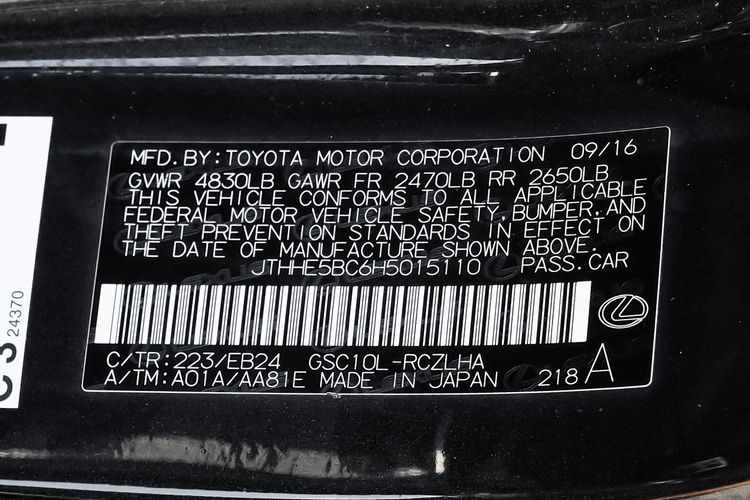 MFD.BY:TOYOTA MOTOR CORPORATION 09/16
GVWR 4830LB GAWR FR 2470LB RR 2650LB
THIS VEHICLE CONFORMS TO ALL APPLICABLE
FEDERAL MOTOR VEHICLE SAFETY,BUMPER,AND
THEFT PREVENTION STANDARDS IN EFFECT ON
THE DATE OF MANUFACTURE SHOWN ABOVE.
JTHHE5BC6H5015110 PASS.CAR
C/TR:223/EB24 GSC10L-RCZLHA
A/TM:A01A/AA81E MADE IN JAPAN 218 A
C 3 24370